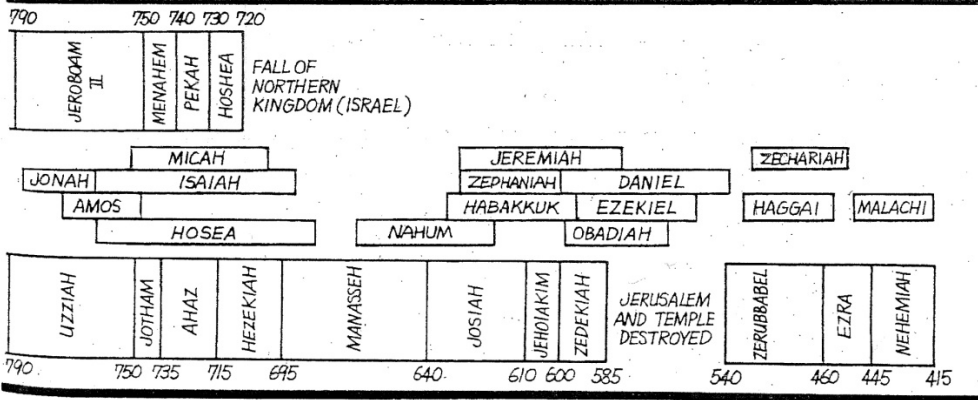 790 750 740 730 720
JEROBOAM II
MENAHEM
PEKAH
HOSHEA
FALL OF
NORTHERN
KINGDOM (ISRAEL)
MICAH JEREMIAH ZECHARIAH
JONAH ISAIAH ZEPHANIAH DANIEL
AMOS HABAKKUK EZEKIEL HAGGAI MALACHI
HOSEA NAHUM OBADIAH
UZZIAH
JOTHAM
AHAZ
HEZEKIAH
MANASSEH
JOSIAH
JEHOIAKIM
ZEDEKIAH
JERUSALEM
AND TEMPLE
DESTROYED
ZERUBBABEL
EZRA
NEHEMIAH
790 750 735 715 695 640 610 600 585 540 460 445 415